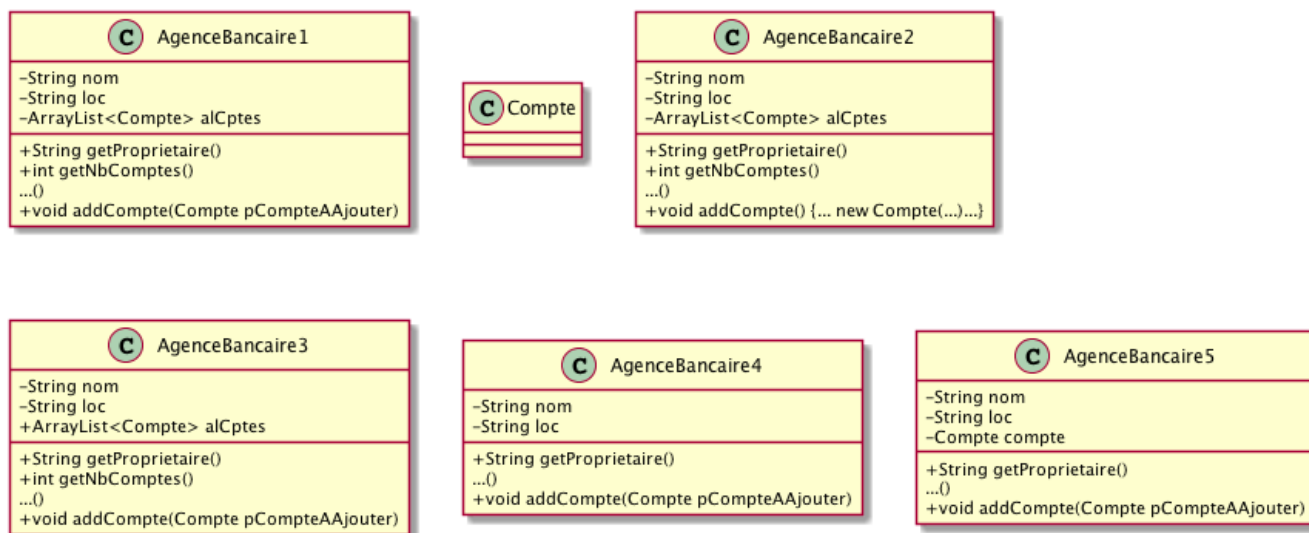 C AgenceBancaire1
-String nom
-String loc
-ArrayList<Compte> alCptes
+String getProprietaire()
+int getNbComptes()
...()
+void addCompte(Compte pCompteAAjouter)
C Compte
C AgenceBancaire2
-String nom
-String loc
-ArrayList<Compte> alCptes
+String getProprietaire()
+int getNbComptes()
...()
+void addCompte() {... new Compte(...)...}
C AgenceBancaire3
-String nom
-String loc
+ArrayList<Compte> alCptes
+String getProprietaire()
+int getNbComptes()
...()
+void addCompte(Compte pCompteAAjouter)
C AgenceBancaire4
-String nom
-String loc
+String getProprietaire()
...()
+void addCompte(Compte pCompteAAjouter)
C AgenceBancaire5
-String nom
-String loc
-Compte compte
+String getProprietaire()
...()
+void addCompte(Compte pCompteAAjouter)